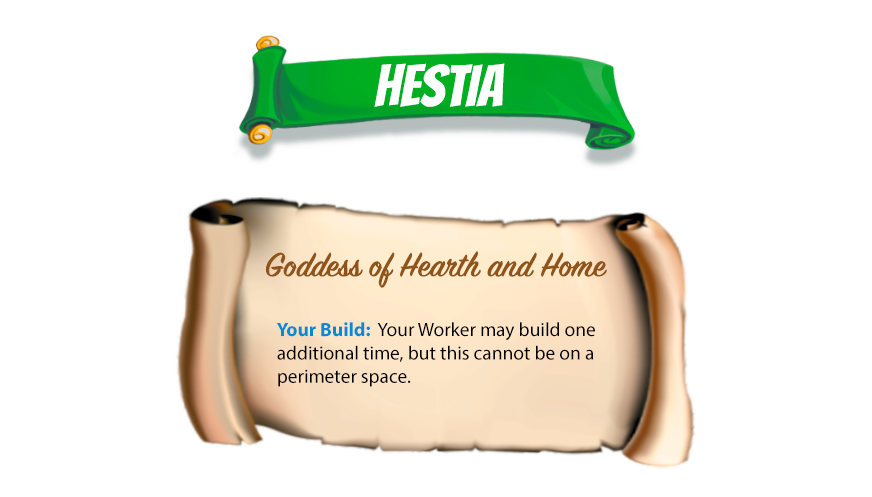 HESTIA
Goddess of Hearth and Home
Your Build: Your Worker may build one
additional time, but this cannot be on a
perimeter space.